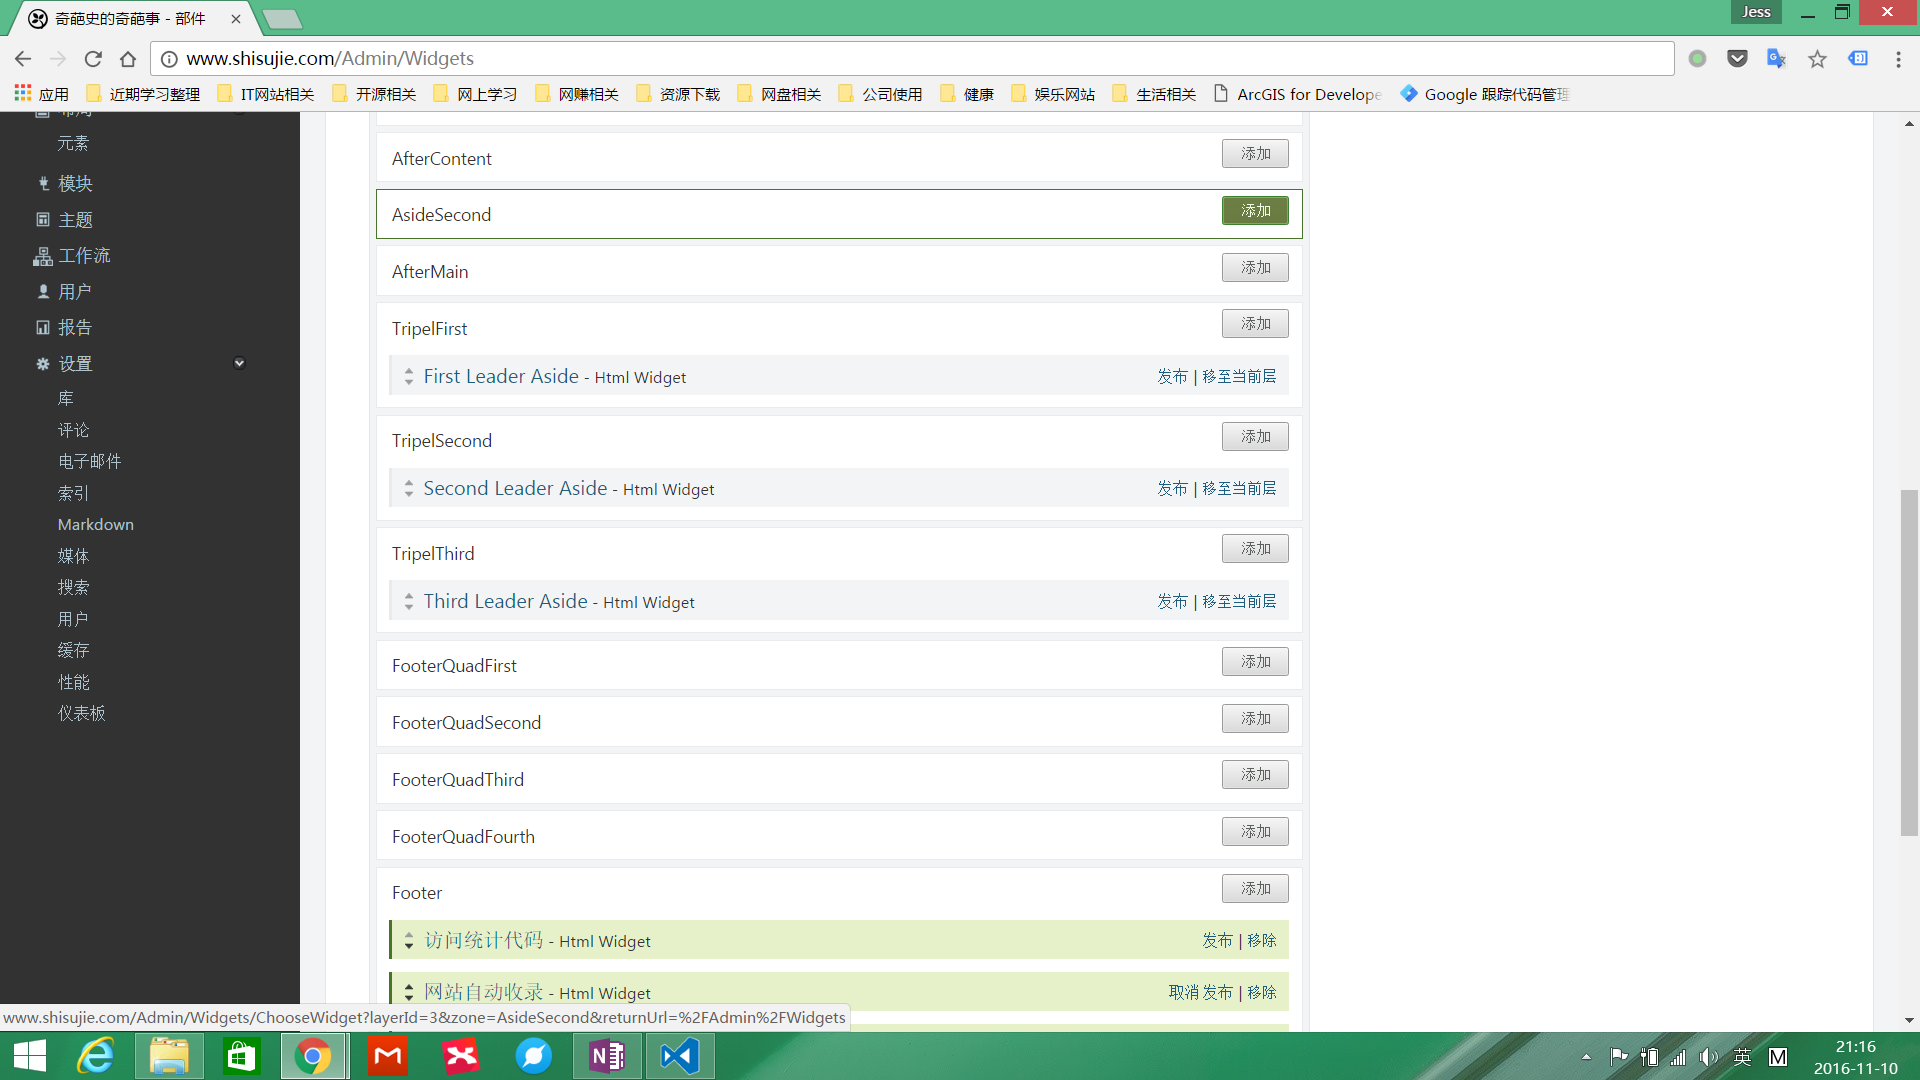 奇葩史的奇葩事 - 部件
Jess
www.shisujie.com/Admin/Widgets
应用 近期学习整理 IT网站相关 开源相关 网上学习 网赚相关 资源下载 网盘相关 公司使用 健康 娱乐网站 生活相关 ArcGIS for Develope Google 跟踪代码管理
布局
元素
模块
主题
工作流
用户
报告
设置
库
评论
电子邮件
索引
Markdown
媒体
搜索
用户
缓存
性能
仪表板
AfterContent 添加
AsideSecond 添加
AfterMain 添加
TripelFirst 添加
First Leader Aside - Html Widget 发布 | 移至当前层
TripelSecond 添加
Second Leader Aside - Html Widget 发布 | 移至当前层
TripelThird 添加
Third Leader Aside - Html Widget 发布 | 移至当前层
FooterQuadFirst 添加
FooterQuadSecond 添加
FooterQuadThird 添加
FooterQuadFourth 添加
Footer 添加
访问统计代码 - Html Widget 发布 | 移除
网站自动收录 - Html Widget 取消 发布 | 移除
www.shisujie.com/Admin/Widgets/ChooseWidget?layerId=3&zone=AsideSecond&returnUrl=%2FAdmin%2FWidgets
英 M
21:16
2016-11-10